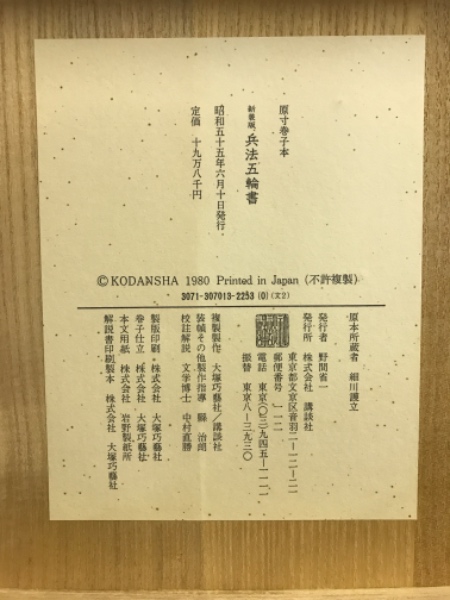 原寸巻子本
新装版 兵法五輪書
昭和五十五年六月十日発行
定価 十九万八千円
©KODANSHA 1980 Printed in Japan (不許複製)
3071-307013-2253 (0) (文2)
原本所蔵者 細川護立
発行者 野間省一
発行所 株式会社 講談社
東京都文京区音羽二—一二—二一
郵便番号 一一二
電話 東京(〇三)九四五—一一一一
振替 東京八—三九三〇
複製製作 大塚巧藝社/講談社
装幀その他製作指導 縣 治朗
校注解説 文学博士 中村直勝
製版印刷 株式会社 大塚巧藝社
巻子仕立 株式会社 大塚巧藝社
本文用紙 株式会社 岩野製紙所
解説書印刷製本 株式会社 大塚巧藝社